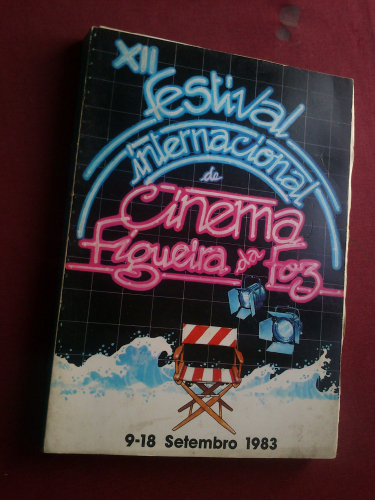 XII
festival
internacional
de
Cinema
Figueira da Foz
9-18 Setembro 1983